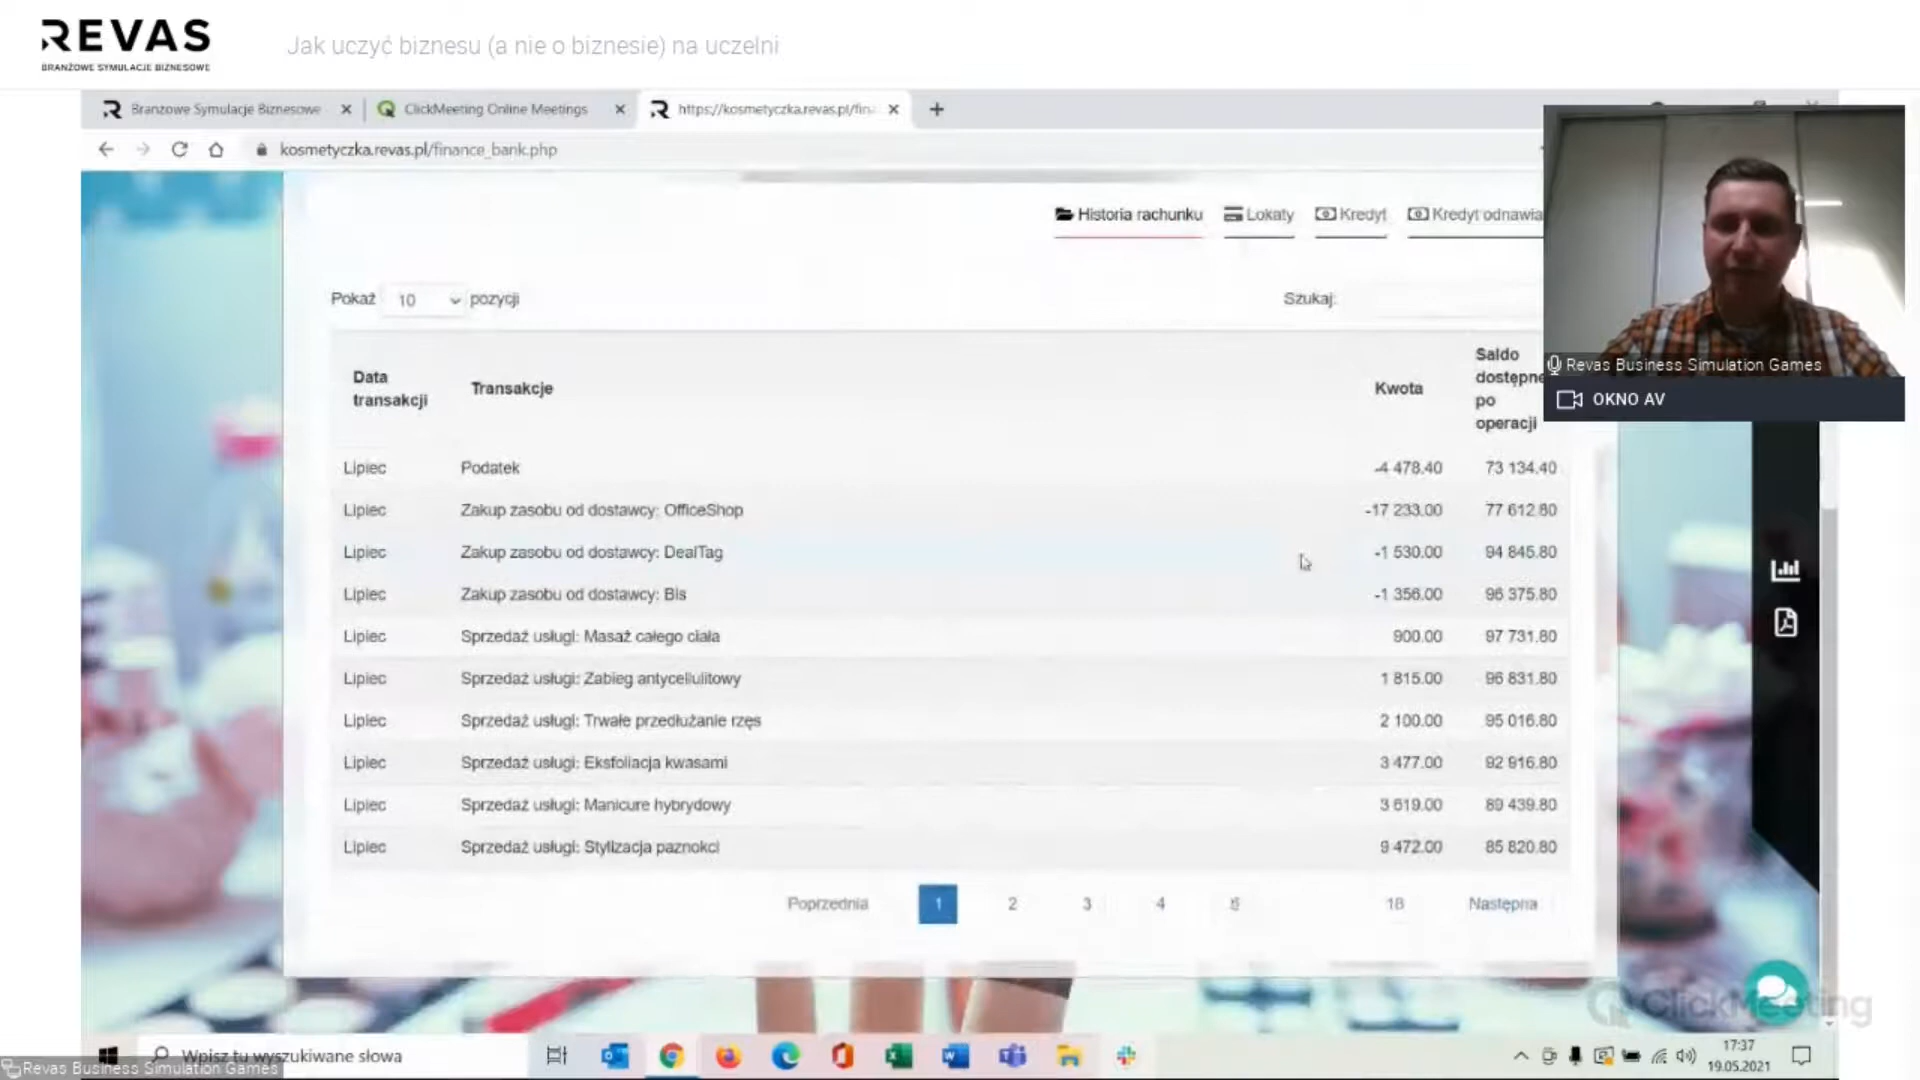 REVAS
BRANŻOWE SYMULACJE BIZNESOWE
Jak uczyć biznesu (a nie o biznesie) na uczelni
Branżowe Symulacje Biznesowe
ClickMeeting Online Meetings
https://kosmetyczka.revas.pl/fin
kosmetyczka.revas.pl/finance_bank.php
Historia rachunku
Lokaty
Kredyt
Kredyt odnawia
Pokaż 10 pozycji
Szukaj:
Data transakcji
Transakcje
Kwota
Saldo dostępne po operacji
Lipiec Podatek -4 478.40 73 134.40
Lipiec Zakup zasobu od dostawcy: OfficeShop -17 233.00 77 612.80
Lipiec Zakup zasobu od dostawcy: DealTag -1 530.00 94 845.80
Lipiec Zakup zasobu od dostawcy: Bis -1 356.00 96 375.80
Lipiec Sprzedaż usługi: Masaż całego ciała 900.00 97 731.80
Lipiec Sprzedaż usługi: Zabieg antycellulitowy 1 815.00 96 831.80
Lipiec Sprzedaż usługi: Trwałe przedłużanie rzęs 2 100.00 95 016.80
Lipiec Sprzedaż usługi: Eksfoliacja kwasami 3 477.00 92 916.80
Lipiec Sprzedaż usługi: Manicure hybrydowy 3 619.00 89 439.80
Lipiec Sprzedaż usługi: Stylizacja paznokci 9 472.00 85 820.80
Poprzednia 1 2 3 4 5 18 Następna
Revas Business Simulation Games
OKNO AV
ClickMeeting
Wpisz tu wyszukiwane słowa
Revas Business Simulation Games
17:37
19.05.2021